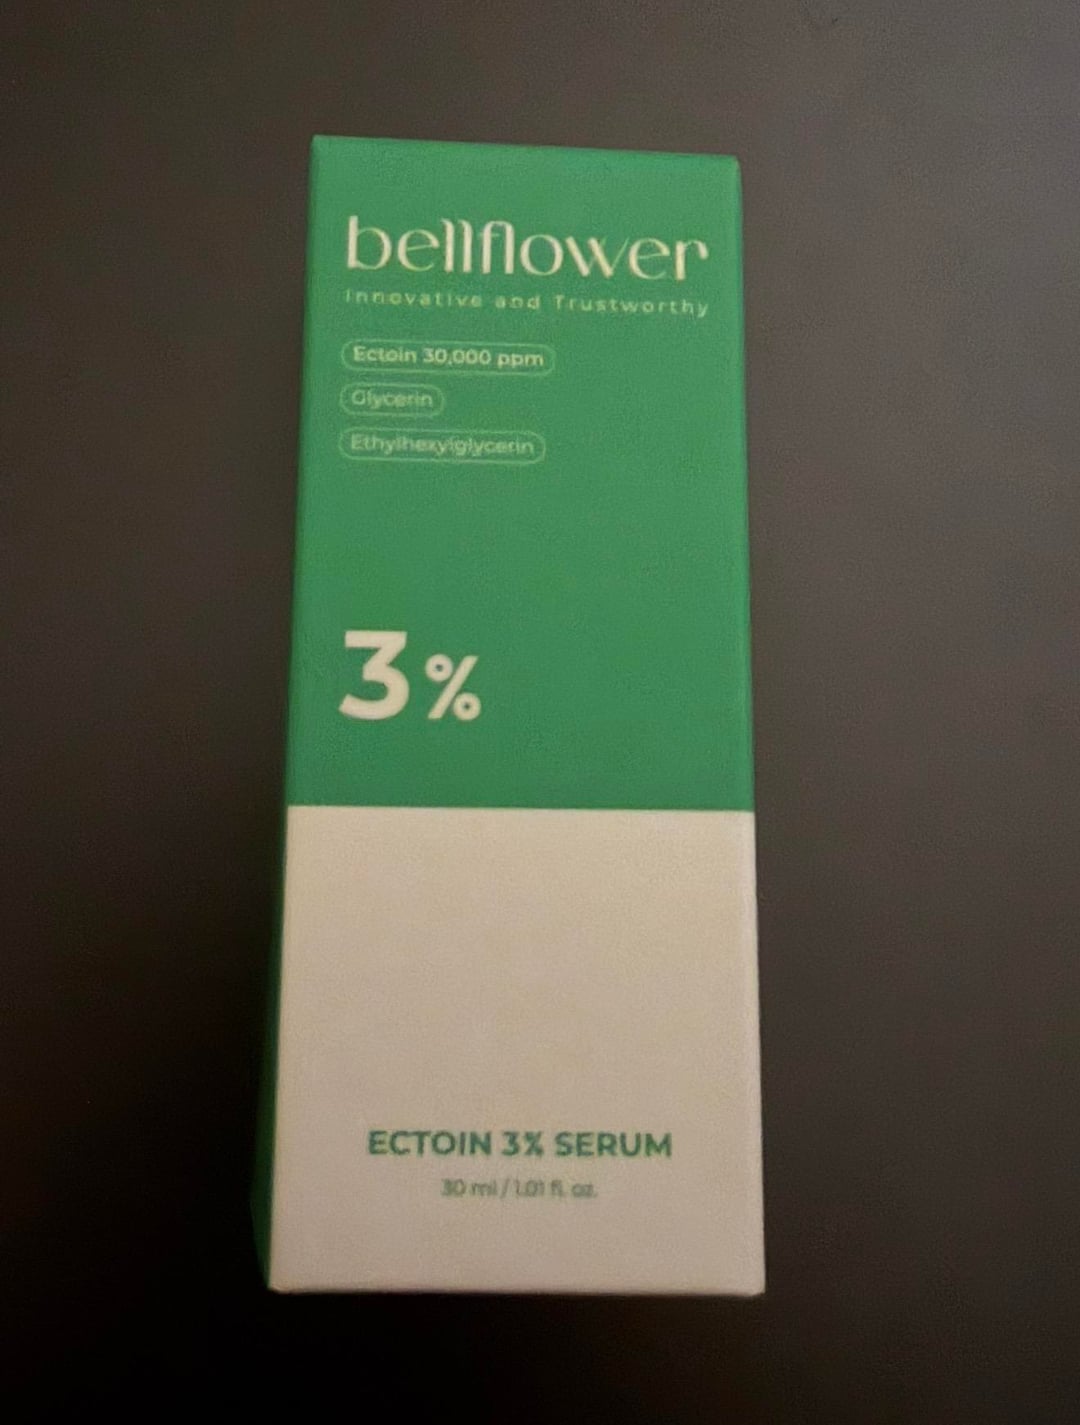 bellflower
Innovative and Trustworthy
Ectoin 30,000 ppm
Glycerin
Ethylhexylglycerin
3%
ECTOIN 3% SERUM
30 ml / 1.01 fl. oz.